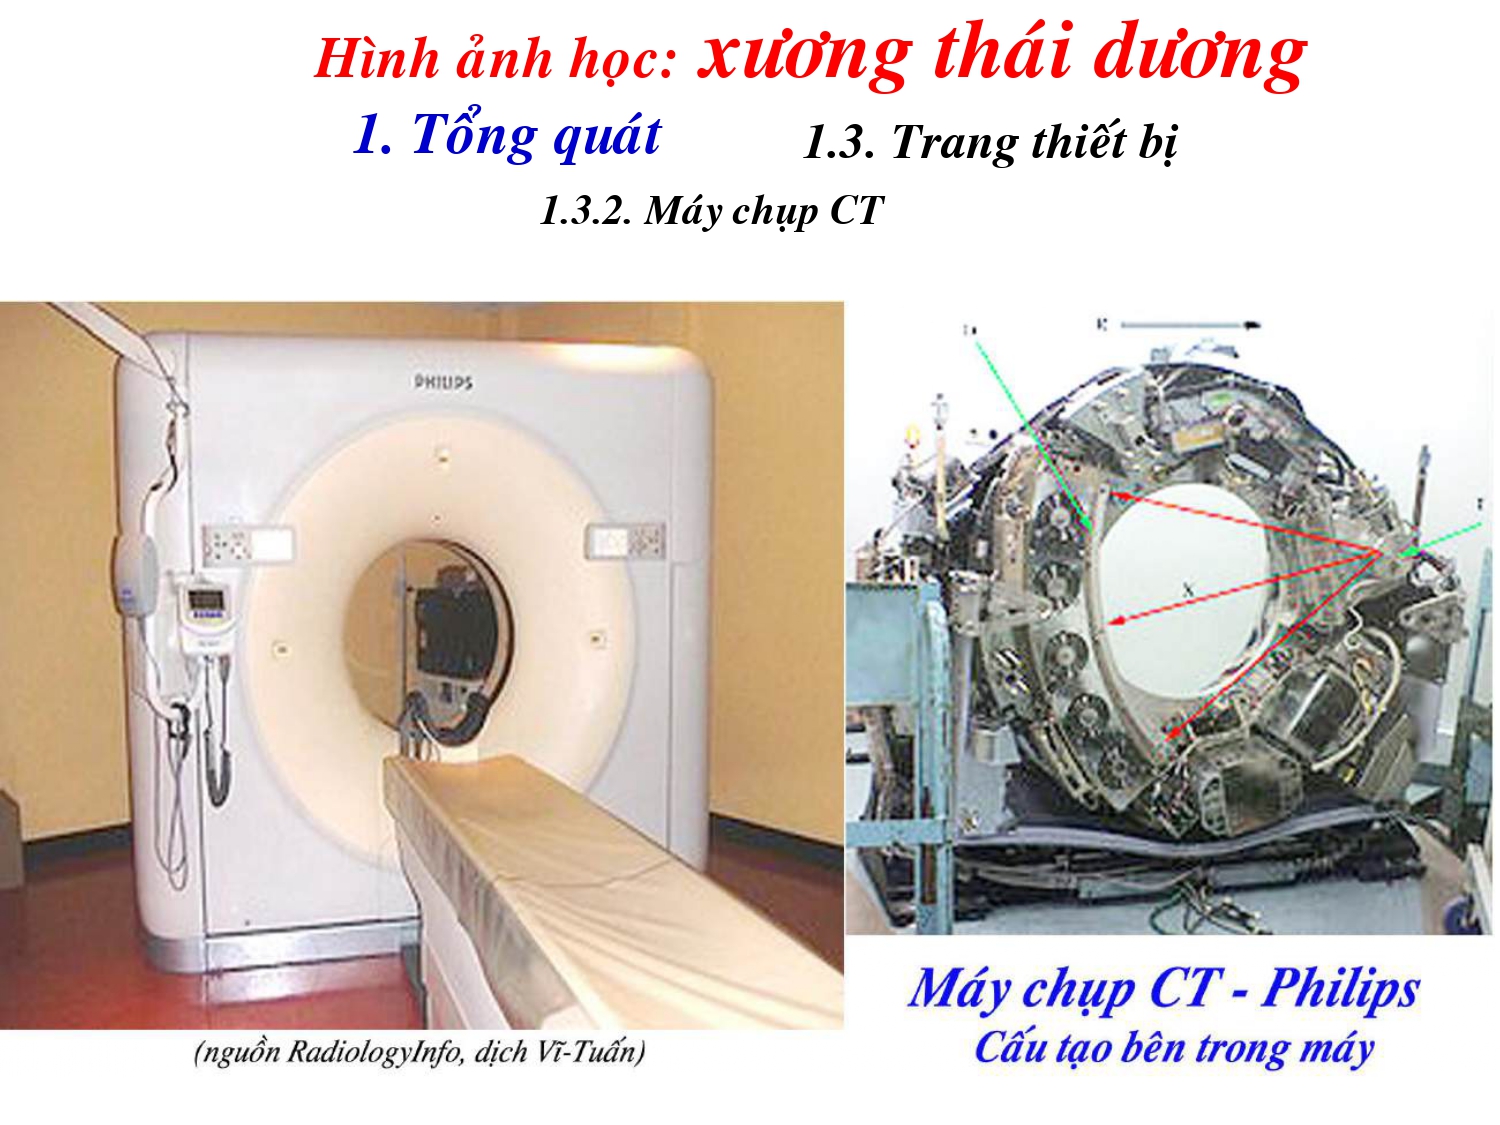 Hình ảnh học: xương thái dương
1. Tổng quát
1.3. Trang thiết bị
1.3.2. Máy chụp CT
PHILIPS
R
X
T
(nguồn RadiologyInfo, dịch Vĩ-Tuấn)
Máy chụp CT - Philips
Cấu tạo bên trong máy